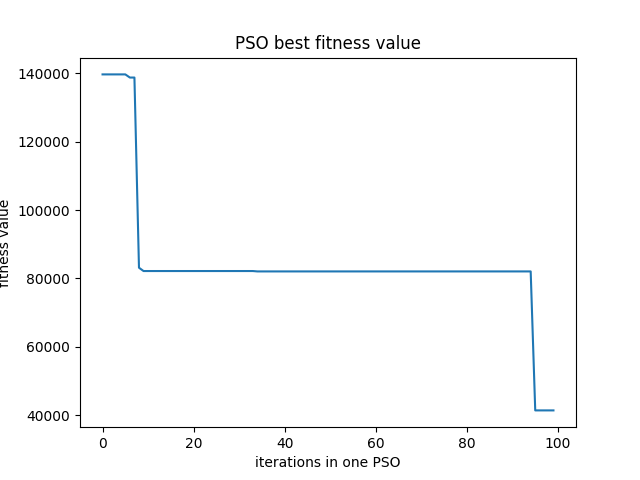 PSO best fitness value
140000
120000
100000
80000
60000
40000
fitness value
0 20 40 60 80 100
iterations in one PSO